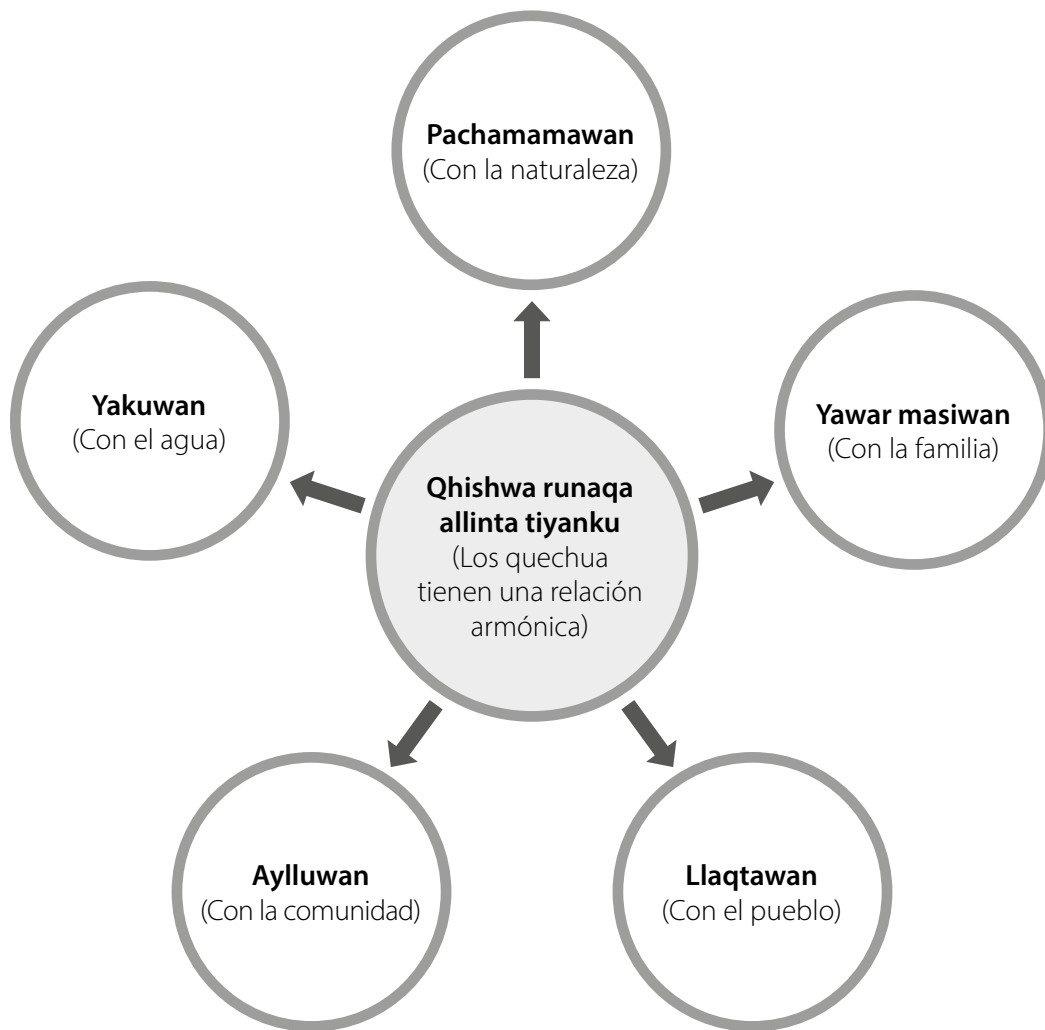 Pachamamawan
(Con la naturaleza)
Yakuwan
(Con el agua)
Yawar masiwan
(Con la familia)
Qhishwa runaqa
allinta tiyanku
(Los quechua
tienen una relación
armónica)
Aylluwan
(Con la comunidad)
Llaqtawan
(Con el pueblo)